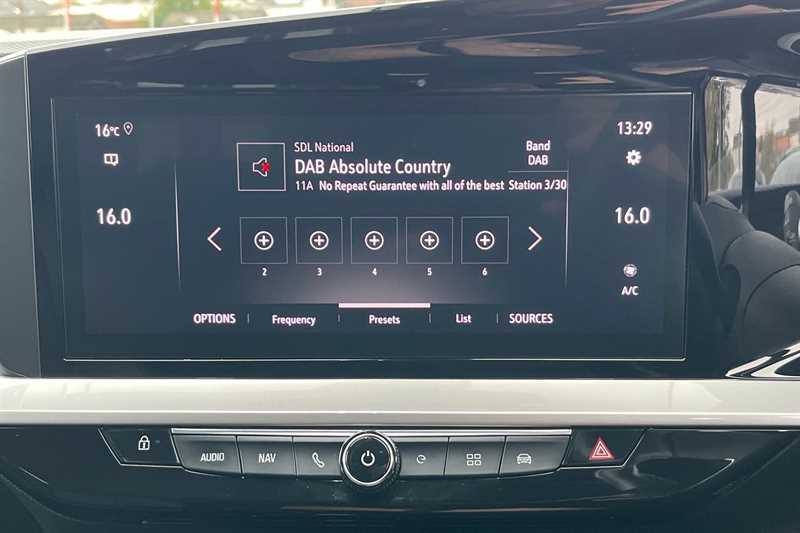 16°C
13:29
SDL National
DAB Absolute Country
11A No Repeat Guarantee with all of the best
Band
DAB
Station 3/30
16.0
16.0
2 3 4 5 6
A/C
OPTIONS Frequency Presets List SOURCES
AUDIO NAV